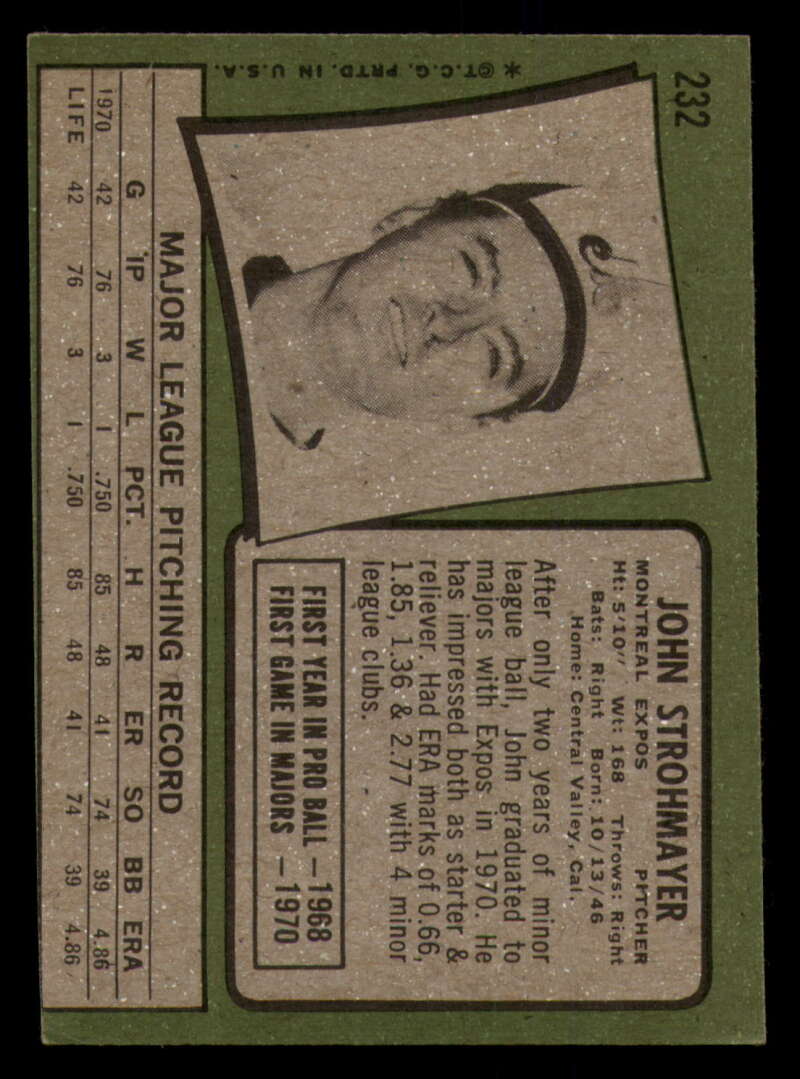 232
*©T.C.G. PRTD. IN U.S.A.
e
JOHN STROHMAYER
MONTREAL EXPOS PITCHER
Ht: 5'10" Wt: 168 Throws: Right
Bats: Right Born: 10/13/46
Home: Central Valley, Cal.
After only two years of minor
league ball, John graduated to
majors with Expos in 1970. He
has impressed both as starter &
reliever. Had ERA marks of 0.66,
1.85, 1.36 & 2.77 with 4 minor
league clubs.
FIRST YEAR IN PRO BALL—1968
FIRST GAME IN MAJORS —1970
MAJOR LEAGUE PITCHING RECORD
G IP W L PCT. H R ER SO BB ERA
1970 42 76 3 1 .750 85 48 41 74 39 4.86
LIFE 42 76 3 1 .750 85 48 41 74 39 4.86